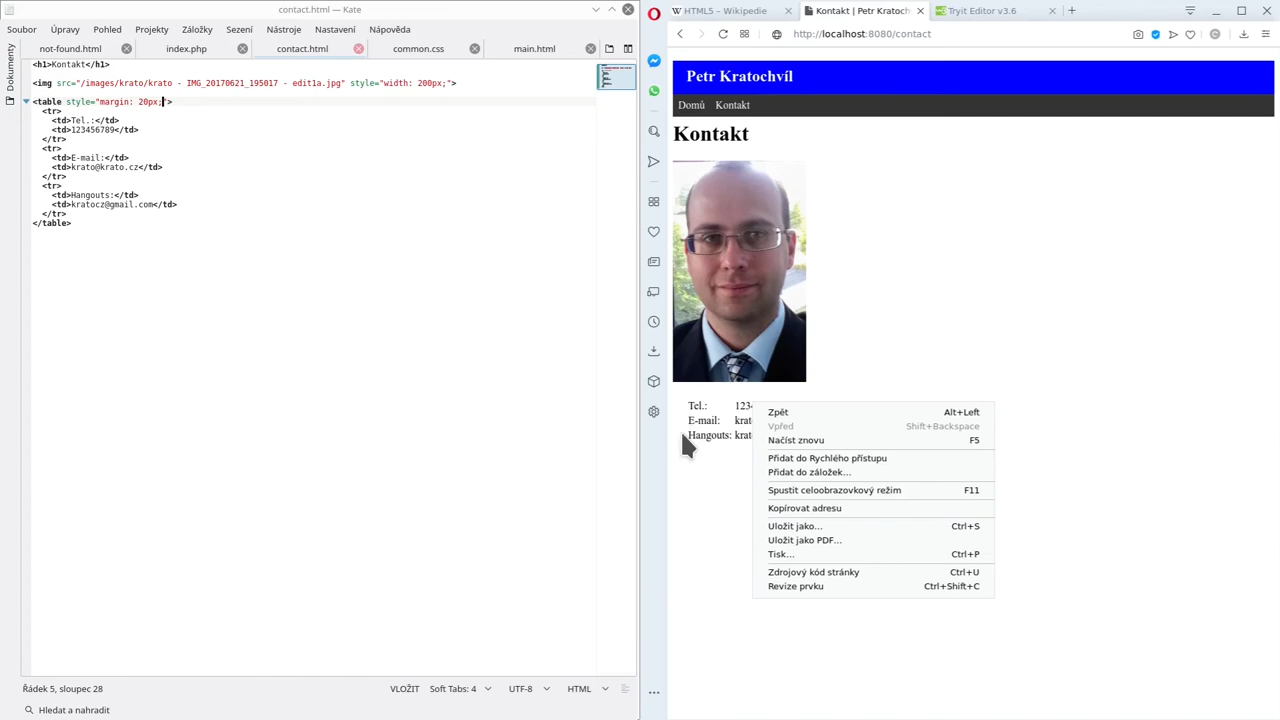 contact.html — Kate
Soubor Úpravy Pohled Projekty Záložky Sezení Nástroje Nastavení Nápověda
not-found.html index.php contact.html common.css main.html
Dokumenty
<h1>Kontakt</h1>
<img src="/images/krato/krato - IMG_20170621_195017 - edit1a.jpg" style="width: 200px;">
<table style="margin: 20px;">
<tr>
<td>Tel.:</td>
<td>123456789</td>
</tr>
<tr>
<td>E-mail:</td>
<td>krato@krato.cz</td>
</tr>
<tr>
<td>Hangouts:</td>
<td>kratocz@gmail.com</td>
</tr>
</table>
Řádek 5, sloupec 28
VLOŽIT Soft Tabs: 4 UTF-8 HTML
Hledat a nahradit
HTML5 – Wikipedie Kontakt | Petr Kratoch Tryit Editor v3.6
http://localhost:8080/contact
Petr Kratochvíl
Domů Kontakt
Kontakt
Tel.: 123
E-mail: krat
Hangouts: krat
Zpět Alt+Left
Vpřed Shift+Backspace
Načíst znovu F5
Přidat do Rychlého přístupu
Přidat do záložek...
Spustit celoobrazovkový režim F11
Kopírovat adresu
Uložit jako... Ctrl+S
Uložit jako PDF...
Tisk... Ctrl+P
Zdrojový kód stránky Ctrl+U
Revize prvku Ctrl+Shift+C